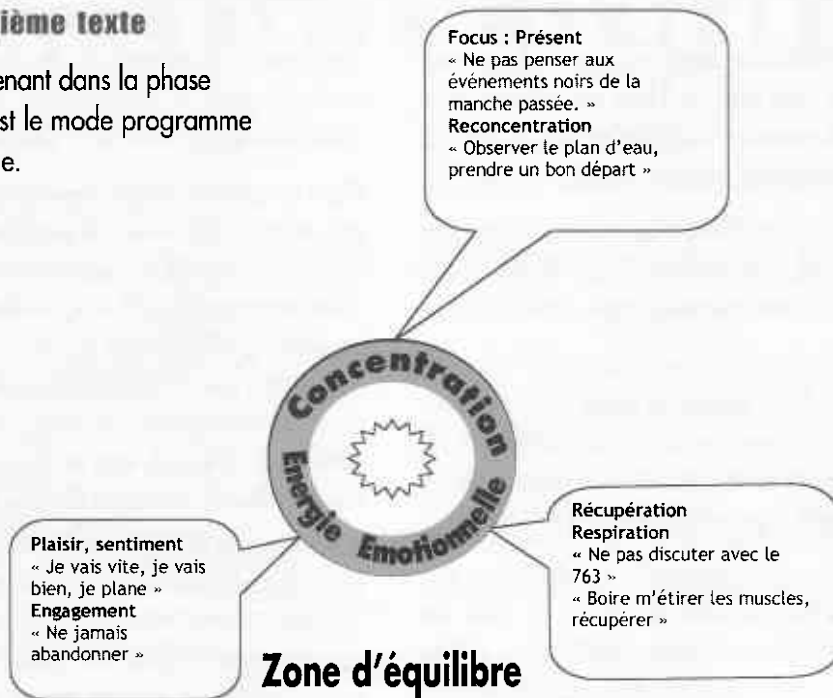 ième texte
enant dans la phase
st le mode programme
e.
Focus : Présent
« Ne pas penser aux
événements noirs de la
manche passée. »
Reconcentration
« Observer le plan d'eau,
prendre un bon départ »
Concentration
Energie Emotionnelle
Plaisir, sentiment
« Je vais vite, je vais
bien, je plane »
Engagement
« Ne jamais
abandonner »
Récupération
Respiration
« Ne pas discuter avec le
763 »
« Boire m'étirer les muscles,
récupérer »
Zone d'équilibre